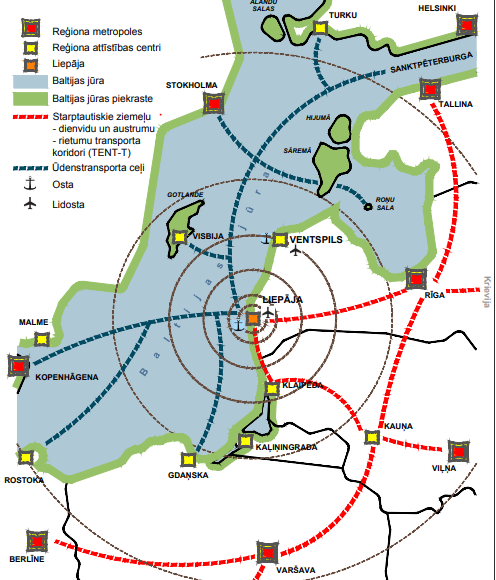 ALANDU
SALAS
TURKU
HELSINKI
Reģiona metropoles
Reģiona attīstības centri
Liepāja
Baltijas jūra
Baltijas jūras piekraste
Starptautiskie ziemeļu
- dienvidu un austrumu
- rietumu transporta
koridori (TENT-T)
Ūdenstransporta ceļi
Osta
Lidosta
SANKTPĒTERBURGA
STOKHOLMA
TALLINA
HIJUMĀ
SĀREMĀ
ROŅU
SALA
GOTLANDE
VISBIJA
VENTSPILS
Baltijas jūra
LIEPĀJA
RĪGA
Krievija
MALME
KOPENHĀGENA
KLAIPĒDA
KAUŅA
KAĻIŅINGRADA
VIĻŅA
ROSTOKA
GDAŅSKA
BERLĪNE
VARŠAVA